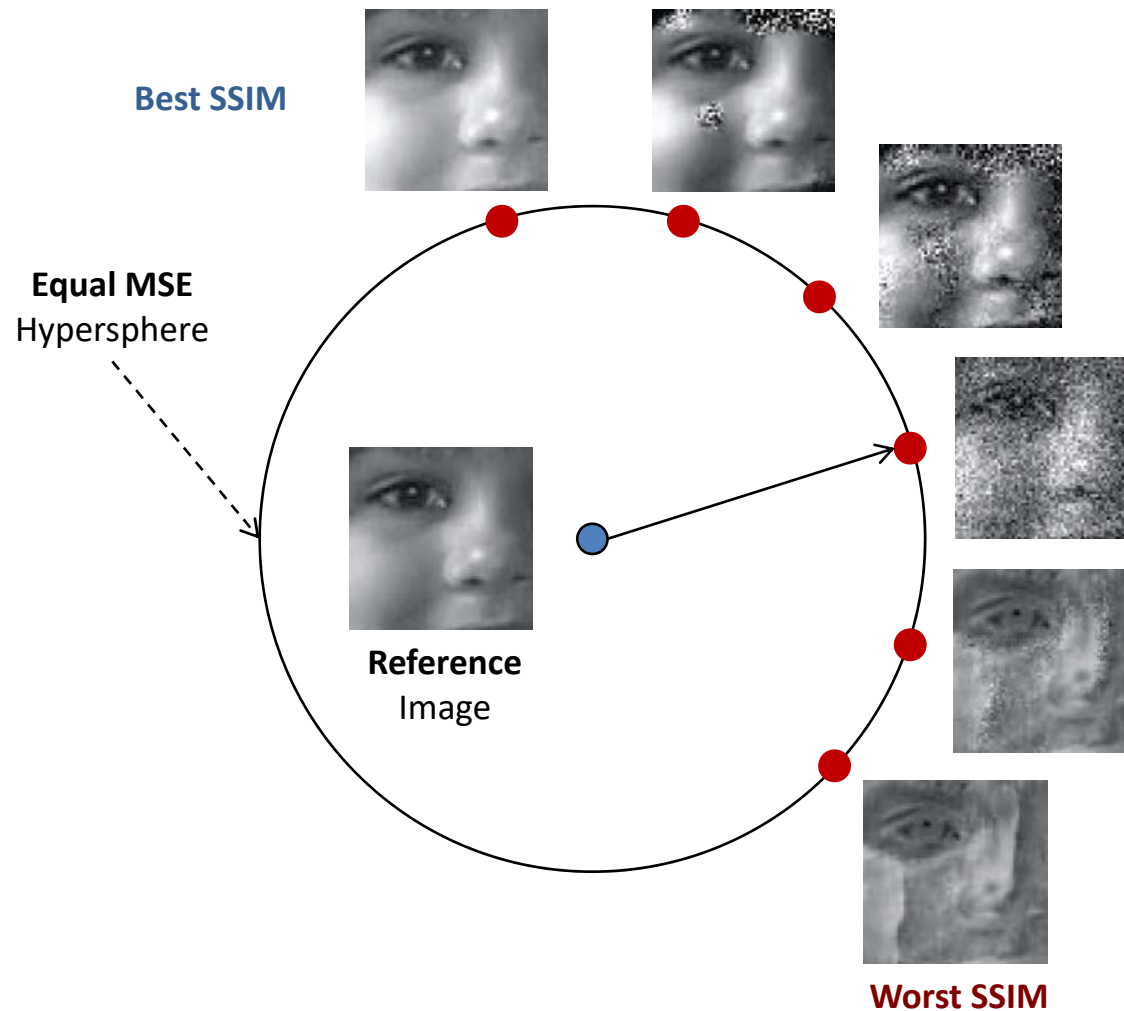 Best SSIM
Equal MSE
Hypersphere
Reference
Image
Worst SSIM